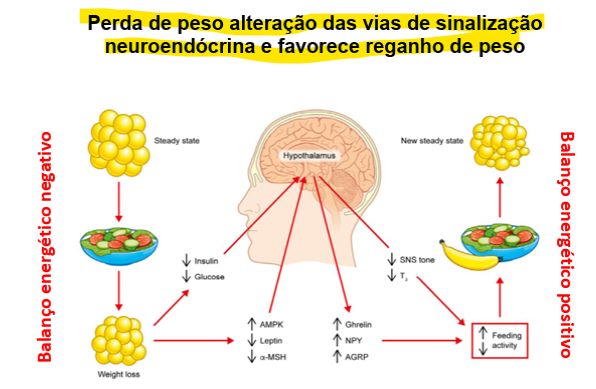 Perda de peso alteração das vias de sinalização
neuroendócrina e favorece reganho de peso
Balanço energético negativo
Steady state
Hypothalamus
New steady state
Balanço energético positivo
↓ Insulin
↓ Glucose
↓ SNS tone
↓ T₃
Weight loss
↑ AMPK
↓ Leptin
↓ α-MSH
↑ Ghrelin
↑ NPY
↑ AGRP
↑ Feeding
↓ activity